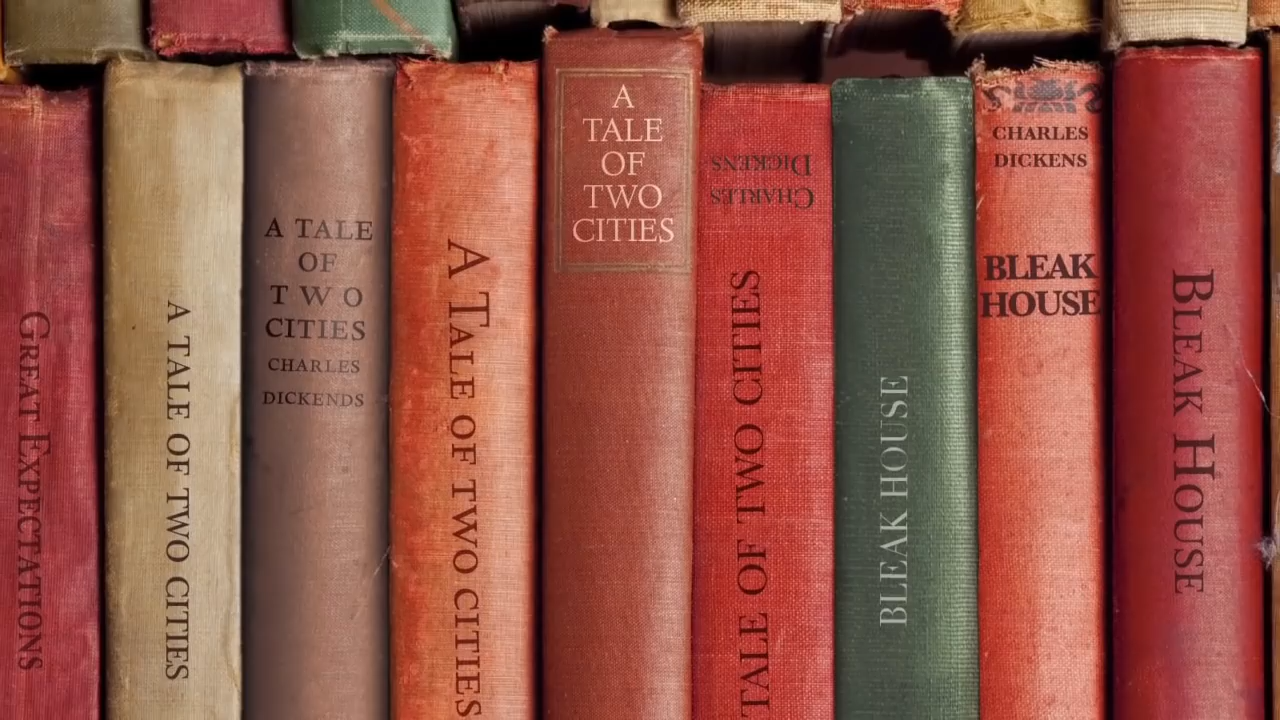 GREAT EXPECTATIONS
A TALE OF TWO CITIES
A TALE
OF
TWO
CITIES
CHARLES
DICKENDS
A TALE OF TWO CITIES
A
TALE
OF
TWO
CITIES
CHARLES
DICKENS
TALE OF TWO CITIES
BLEAK HOUSE
CHARLES
DICKENS
BLEAK
HOUSE
BLEAK HOUSE